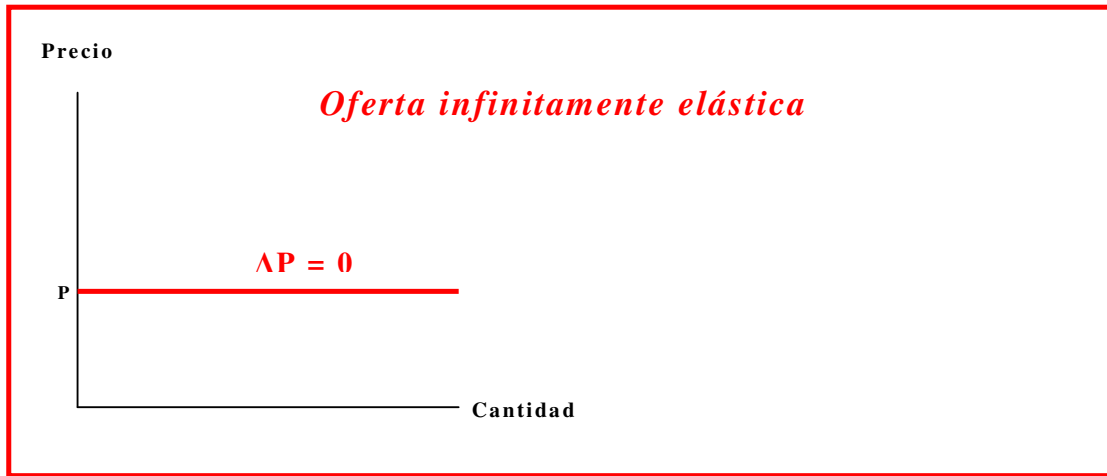 Precio
Oferta infinitamente elástica
ΔP = 0
P
Cantidad